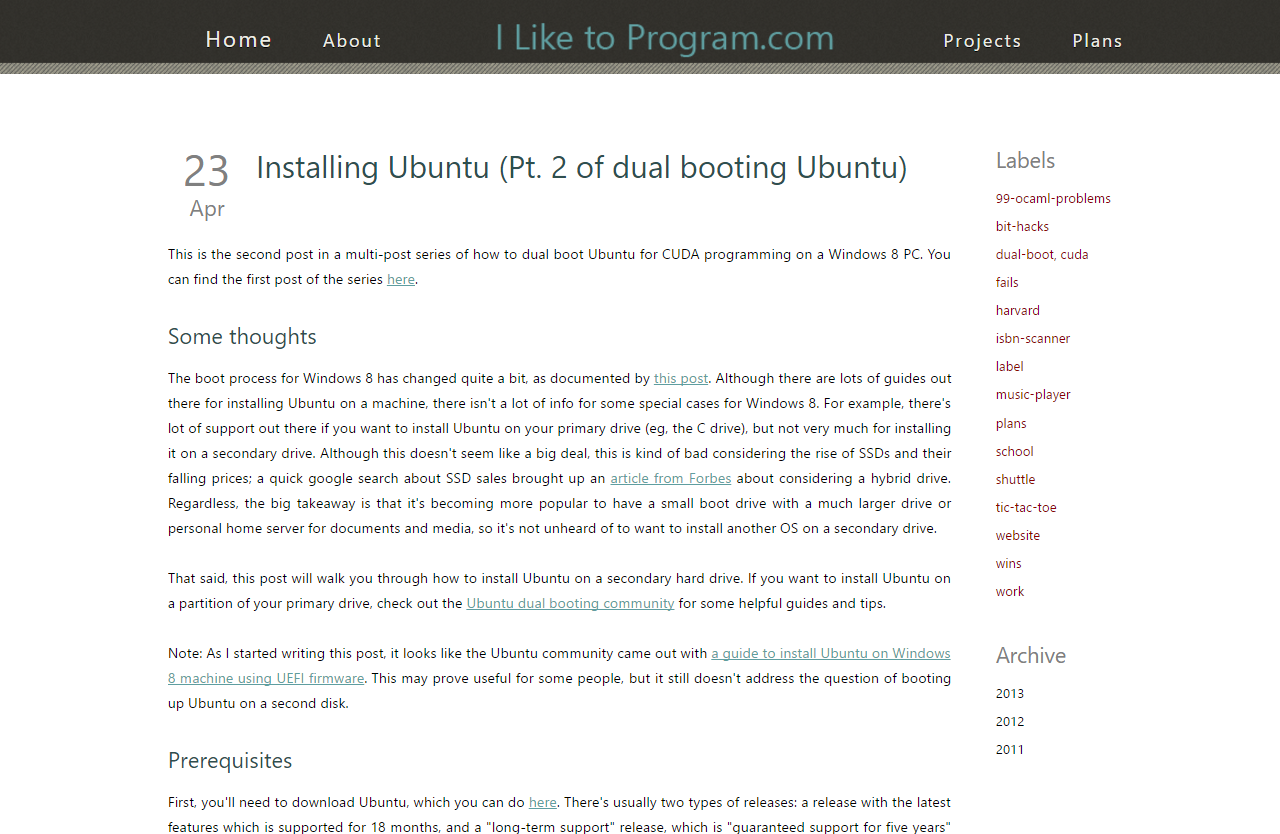 Home About I Like to Program.com Projects Plans
23
Apr
Installing Ubuntu (Pt. 2 of dual booting Ubuntu)
This is the second post in a multi-post series of how to dual boot Ubuntu for CUDA programming on a Windows 8 PC. You
can find the first post of the series here.
Some thoughts
The boot process for Windows 8 has changed quite a bit, as documented by this post. Although there are lots of guides out
there for installing Ubuntu on a machine, there isn't a lot of info for some special cases for Windows 8. For example, there's
lot of support out there if you want to install Ubuntu on your primary drive (eg, the C drive), but not very much for installing
it on a secondary drive. Although this doesn't seem like a big deal, this is kind of bad considering the rise of SSDs and their
falling prices; a quick google search about SSD sales brought up an article from Forbes about considering a hybrid drive.
Regardless, the big takeaway is that it's becoming more popular to have a small boot drive with a much larger drive or
personal home server for documents and media, so it's not unheard of to want to install another OS on a secondary drive.
That said, this post will walk you through how to install Ubuntu on a secondary hard drive. If you want to install Ubuntu on
a partition of your primary drive, check out the Ubuntu dual booting community for some helpful guides and tips.
Note: As I started writing this post, it looks like the Ubuntu community came out with a guide to install Ubuntu on Windows
8 machine using UEFI firmware. This may prove useful for some people, but it still doesn't address the question of booting
up Ubuntu on a second disk.
Prerequisites
First, you'll need to download Ubuntu, which you can do here. There's usually two types of releases: a release with the latest
features which is supported for 18 months, and a "long-term support" release, which is "guaranteed support for five years"
Labels
99-ocaml-problems
bit-hacks
dual-boot, cuda
fails
harvard
isbn-scanner
label
music-player
plans
school
shuttle
tic-tac-toe
website
wins
work
Archive
2013
2012
2011